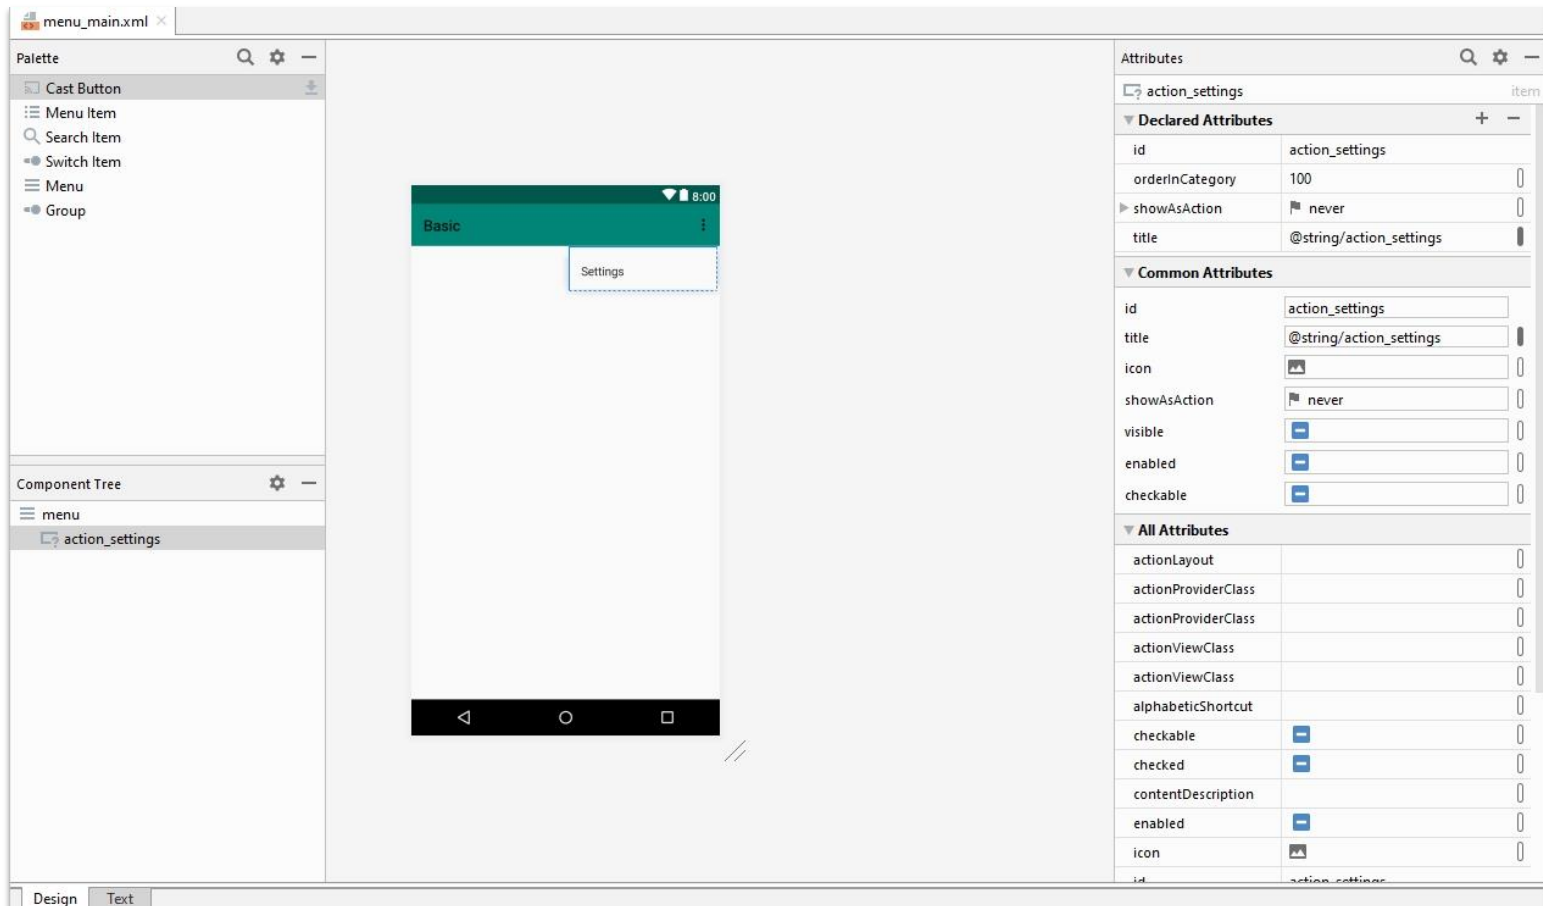 menu_main.xml
Palette
Cast Button
Menu Item
Search Item
Switch Item
Menu
Group
Component Tree
menu
action_settings
8:00
Basic
Settings
Attributes
action_settings item
Declared Attributes
id action_settings
orderInCategory 100
showAsAction never
title @string/action_settings
Common Attributes
id action_settings
title @string/action_settings
icon
showAsAction never
visible
enabled
checkable
All Attributes
actionLayout
actionProviderClass
actionProviderClass
actionViewClass
actionViewClass
alphabeticShortcut
checkable
checked
contentDescription
enabled
icon
id action_settings
Design Text